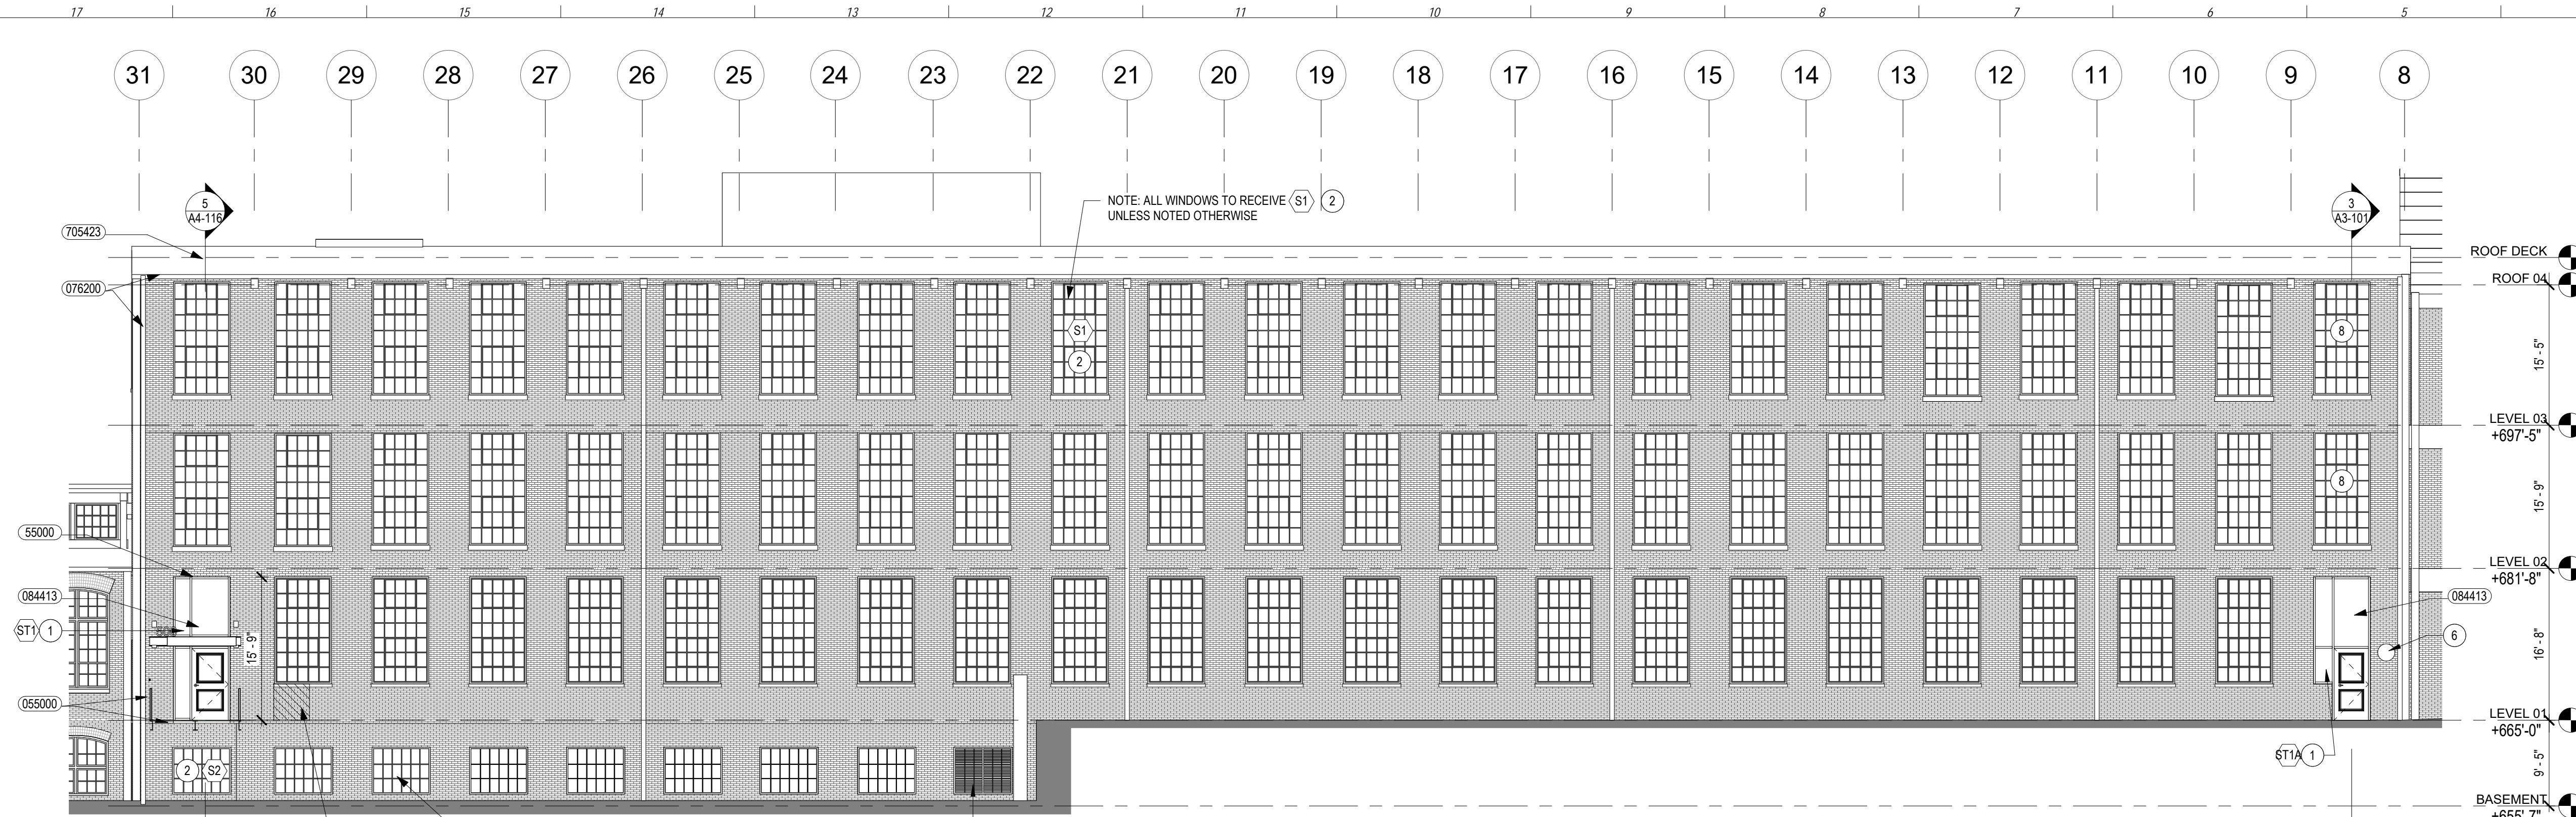 17 16 15 14 13 12 11 10 9 8 7 6 5
31 30 29 28 27 26 25 24 23 22 21 20 19 18 17 16 15 14 13 12 11 10 9 8
5
A4-116
NOTE: ALL WINDOWS TO RECEIVE S1 2
UNLESS NOTED OTHERWISE
3
A3-101
705423
ROOF DECK
076200
ROOF 04
S1
2
8
15' - 5"
LEVEL 03
+697'-5"
8
15' - 9"
55000
LEVEL 02
+681'-8"
084413
084413
ST1 1
15' - 9"
6
16' - 8"
055000
LEVEL 01
+665'-0"
ST1A 1
2 S2
9' - 5"
BASEMENT
+655'-7"